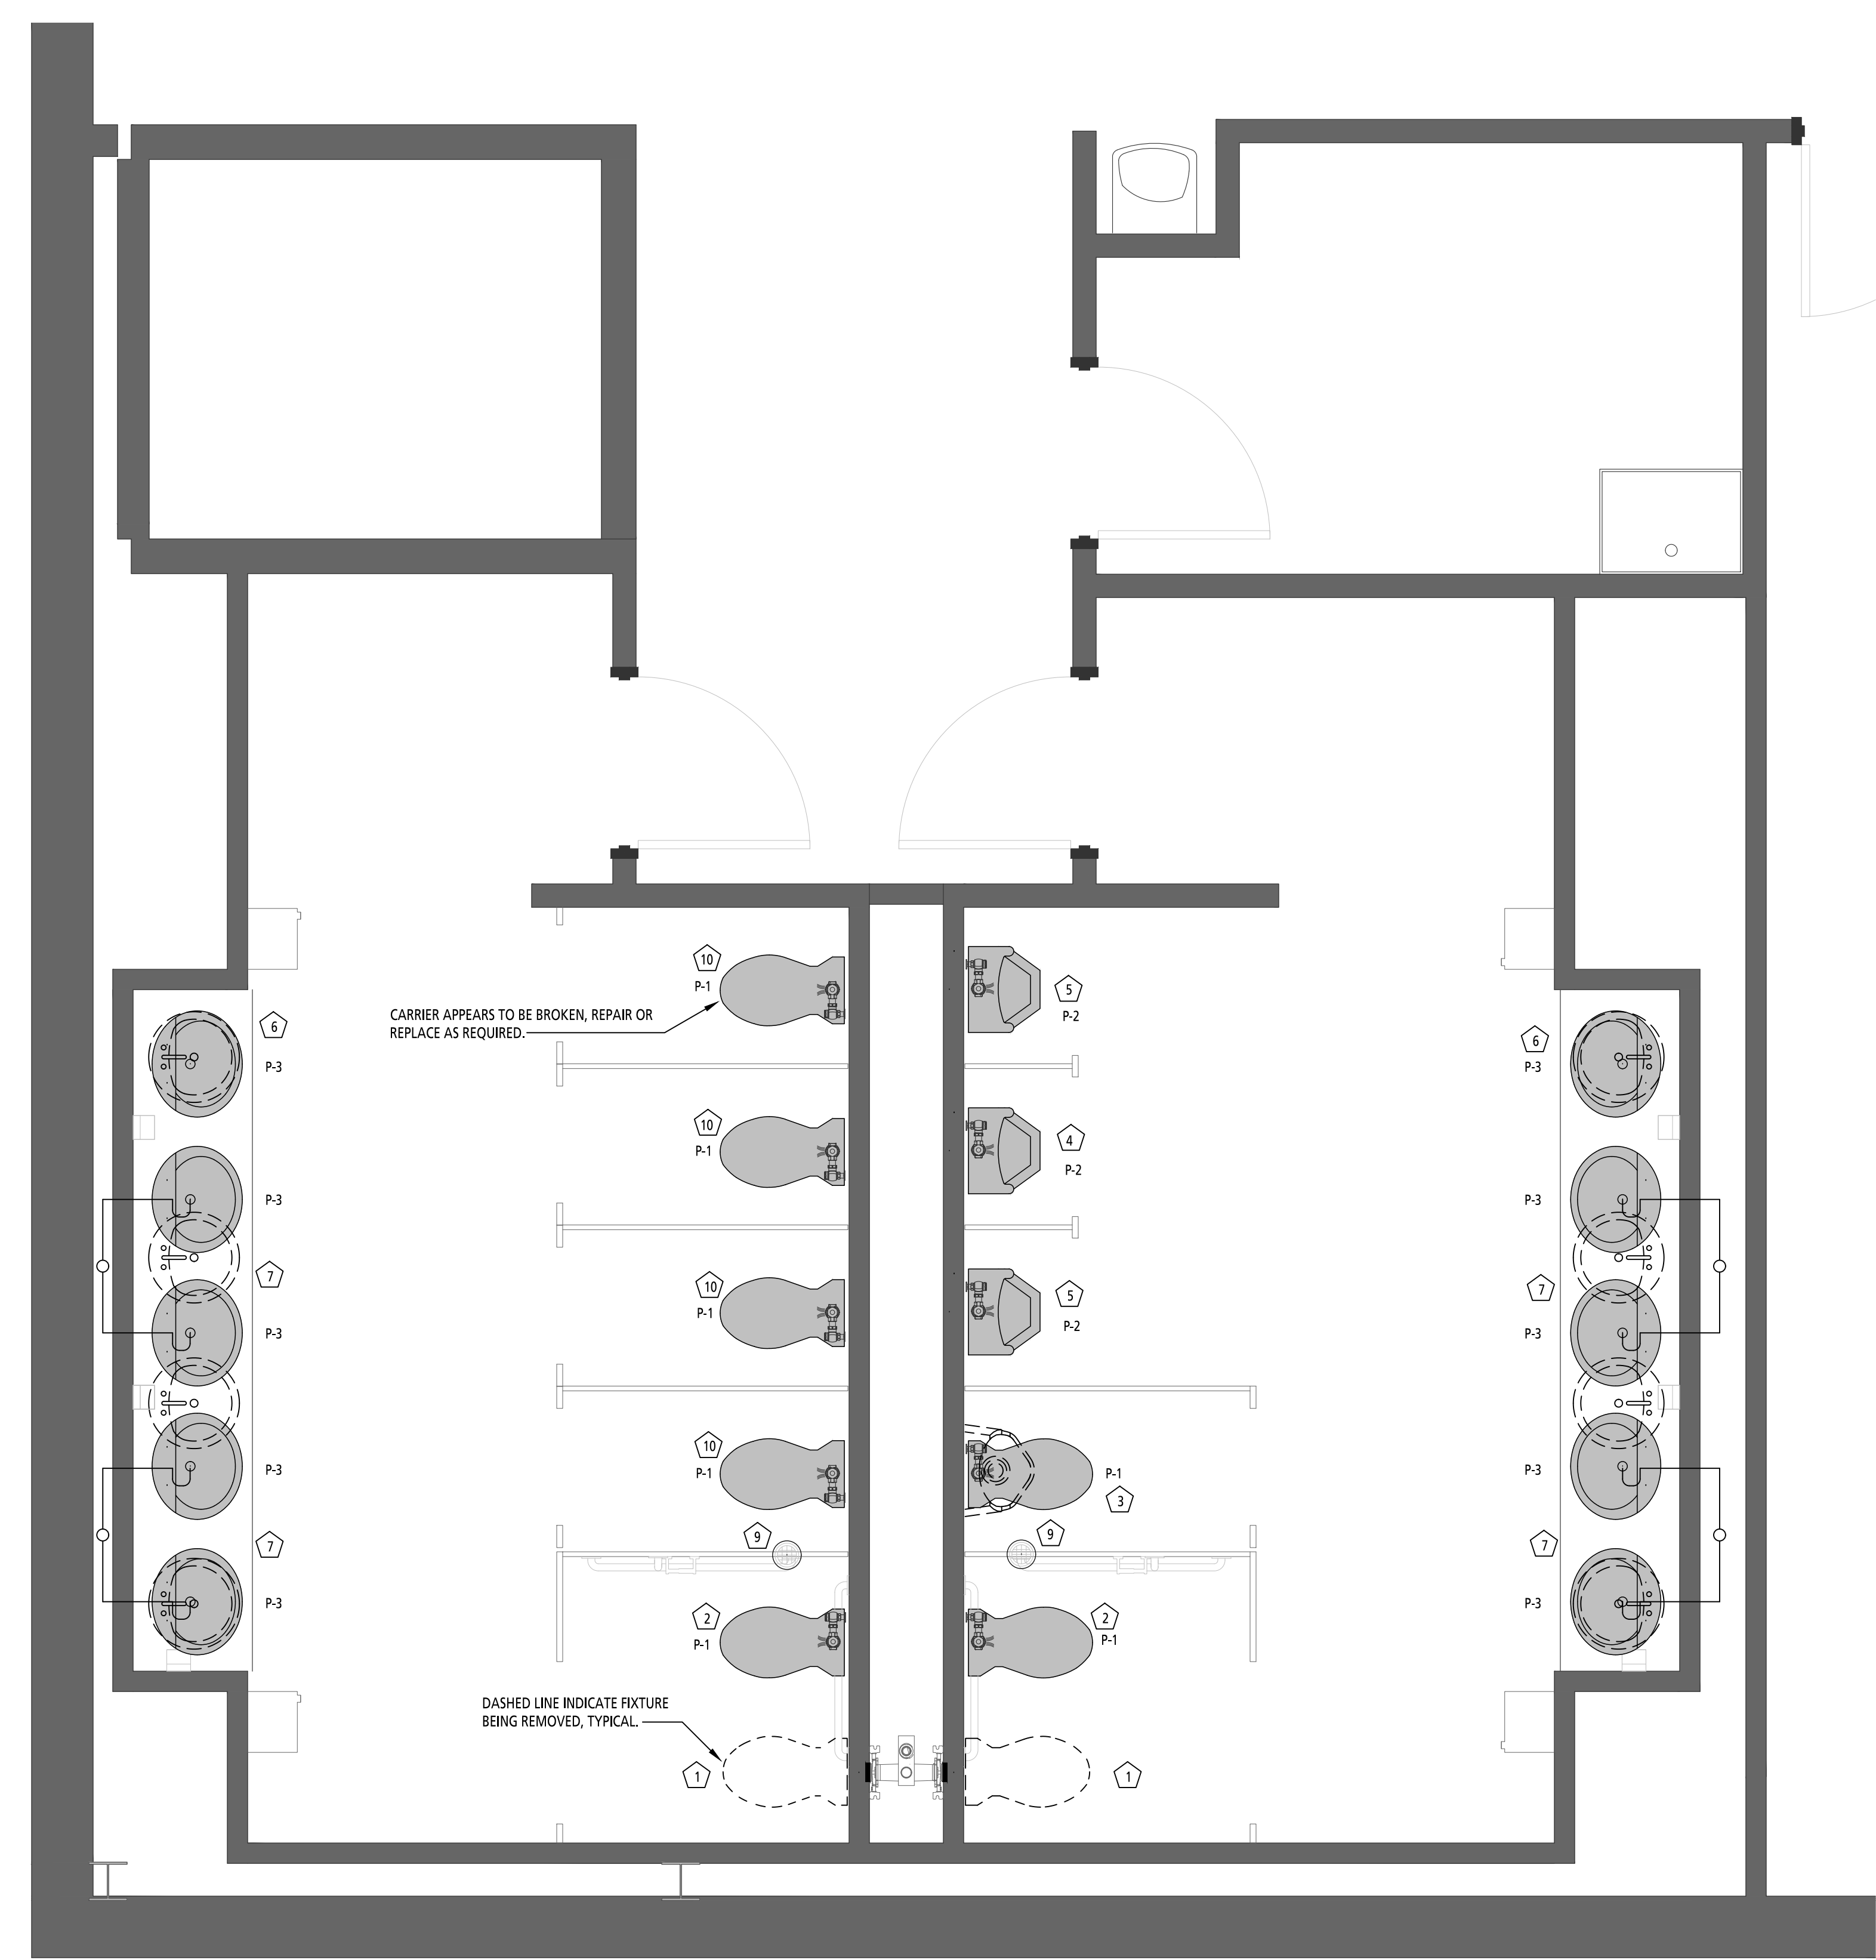 10
P-1
CARRIER APPEARS TO BE BROKEN, REPAIR OR
REPLACE AS REQUIRED.
5
P-2
6
P-3
6
P-3
10
P-1
4
P-2
P-3
P-3
7
10
P-1
5
P-2
7
P-3
P-3
10
P-1
P-1
3
P-3
P-3
9
9
7
7
2
P-1
2
P-1
P-3
P-3
DASHED LINE INDICATE FIXTURE
BEING REMOVED, TYPICAL.
1
1